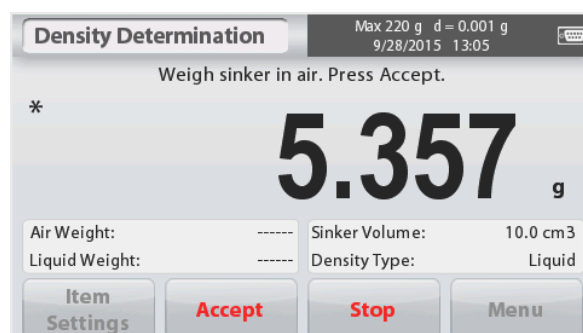 Density Determination
Max 220 g d = 0.001 g
9/28/2015 13:05
Weigh sinker in air. Press Accept.
*
5.357 g
Air Weight: ------ Sinker Volume: 10.0 cm3
Liquid Weight: ------ Density Type: Liquid
Item Settings
Accept
Stop
Menu